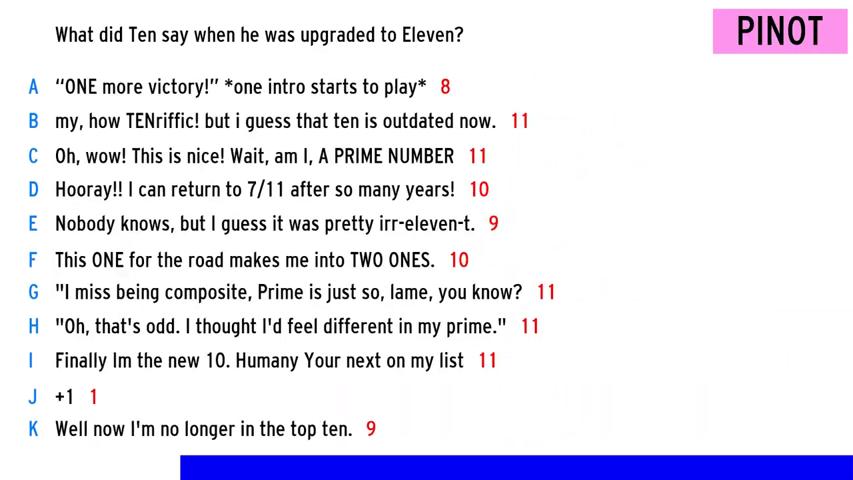 What did Ten say when he was upgraded to Eleven?
PINOT
A “ONE more victory!” *one intro starts to play* 8
B my, how TENriffic! but i guess that ten is outdated now. 11
C Oh, wow! This is nice! Wait, am I, A PRIME NUMBER 11
D Hooray!! I can return to 7/11 after so many years! 10
E Nobody knows, but I guess it was pretty irr-eleven-t. 9
F This ONE for the road makes me into TWO ONES. 10
G "I miss being composite, Prime is just so, lame, you know? 11
H "Oh, that's odd. I thought I'd feel different in my prime." 11
I Finally Im the new 10. Humany Your next on my list 11
J +1 1
K Well now I'm no longer in the top ten. 9